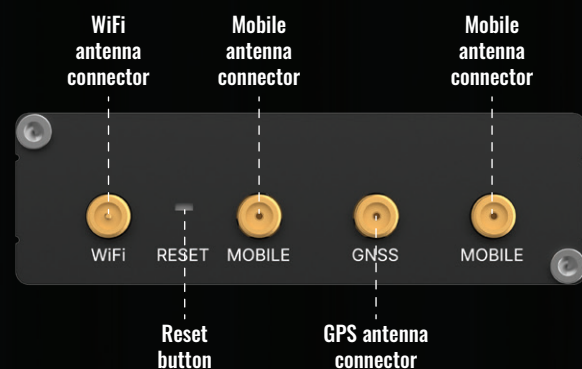 WiFi
antenna
connector
Mobile
antenna
connector
Mobile
antenna
connector
WiFi
RESET
MOBILE
GNSS
MOBILE
Reset
button
GPS antenna
connector